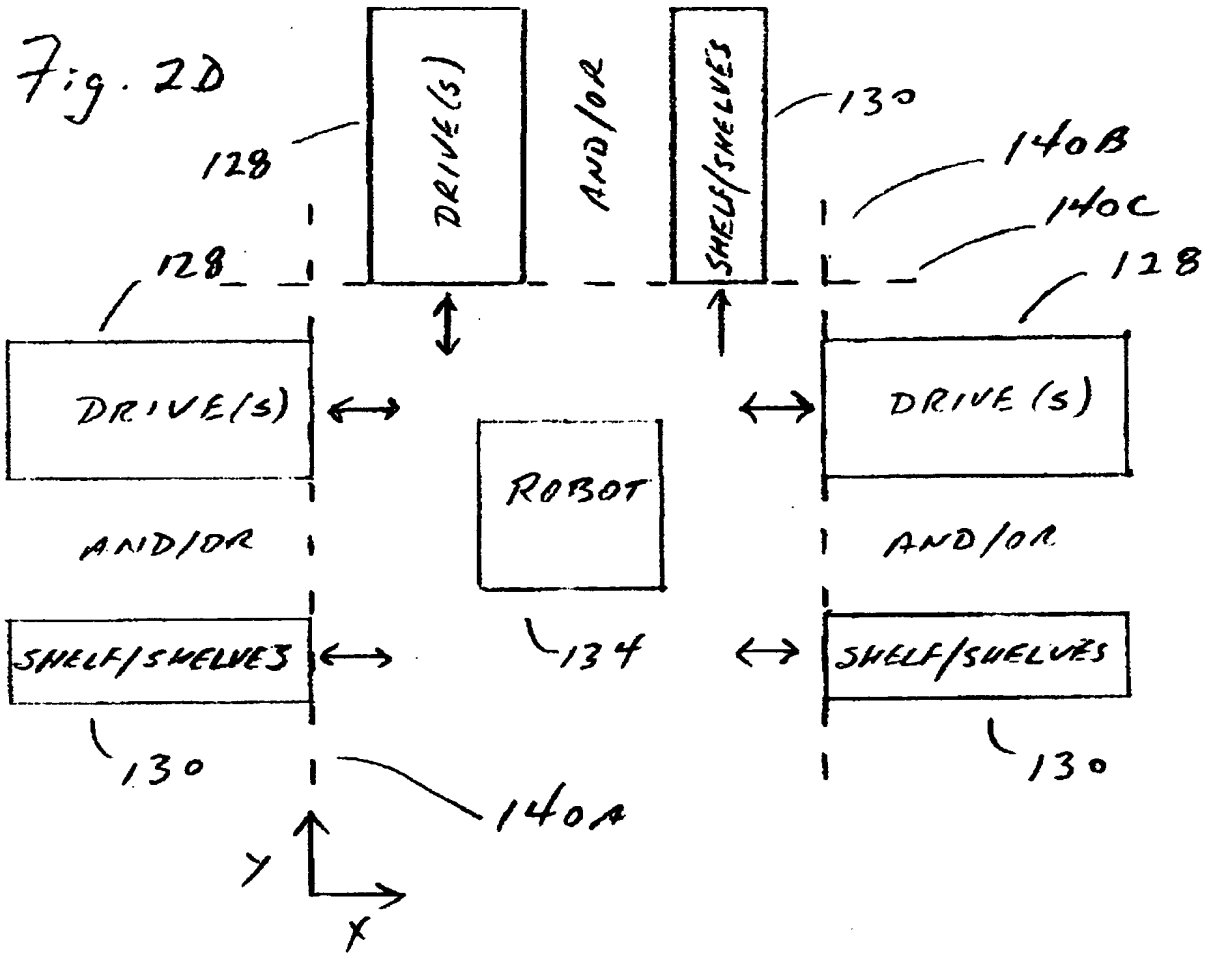 Fig. 2D
DRIVE(S)
AND/OR
SHELF/SHELVES
130
128
140B
140C
128
128
DRIVE(S)
DRIVE(S)
ROBOT
AND/OR
AND/OR
SHELF/SHELVES
134
SHELF/SHELVES
130
130
140A
Y
X